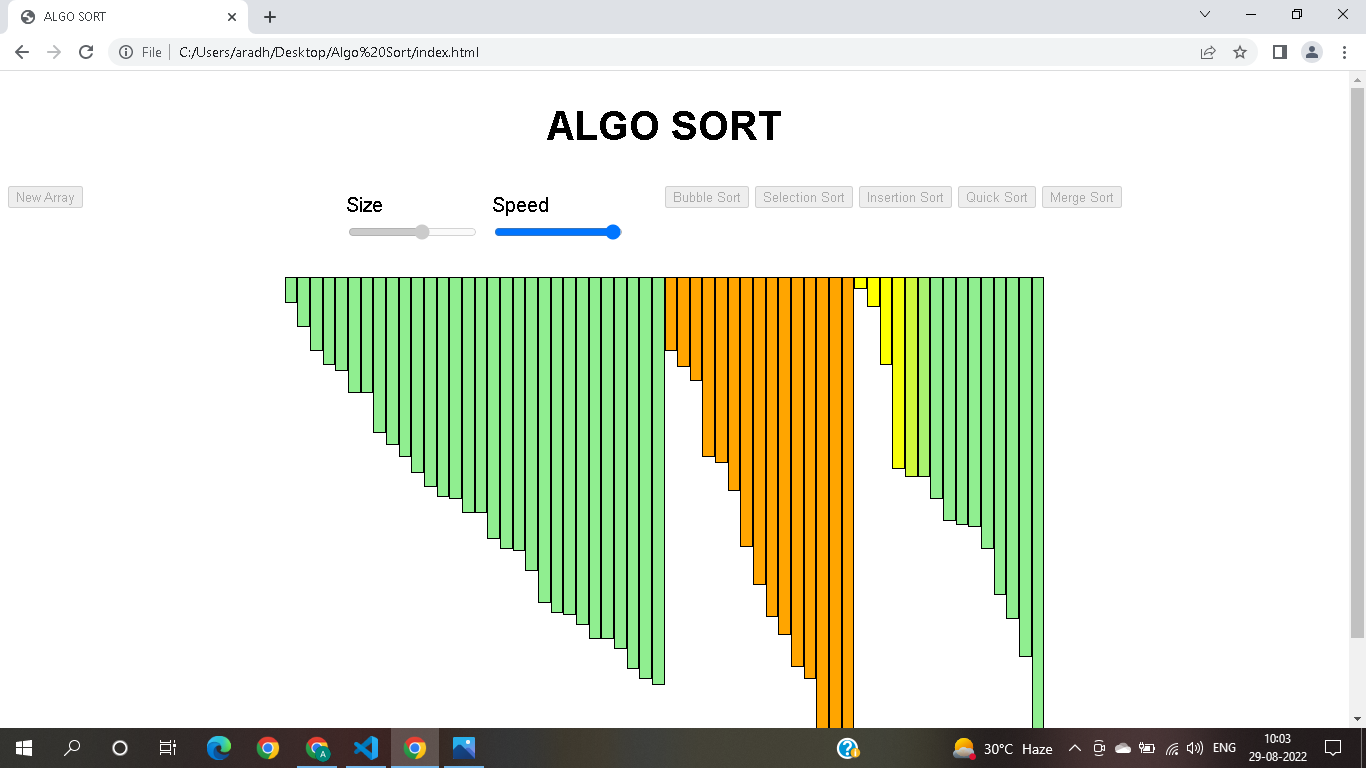 ALGO SORT
File C:/Users/aradh/Desktop/Algo%20Sort/index.html
ALGO SORT
New Array
Size Speed
Bubble Sort Selection Sort Insertion Sort Quick Sort Merge Sort
A
30°C Haze ENG 10:03
29-08-2022